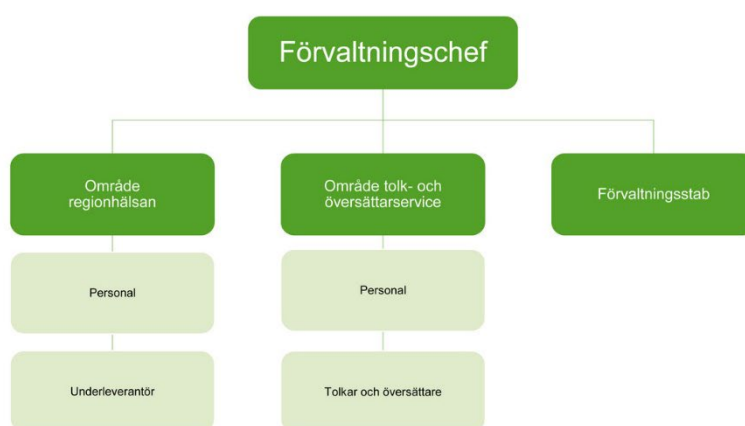 Förvaltningschef
Område
regionhälsan
Område tolk- och
översättarservice
Förvaltningsstab
Personal
Personal
Underleverantör
Tolkar och översättare